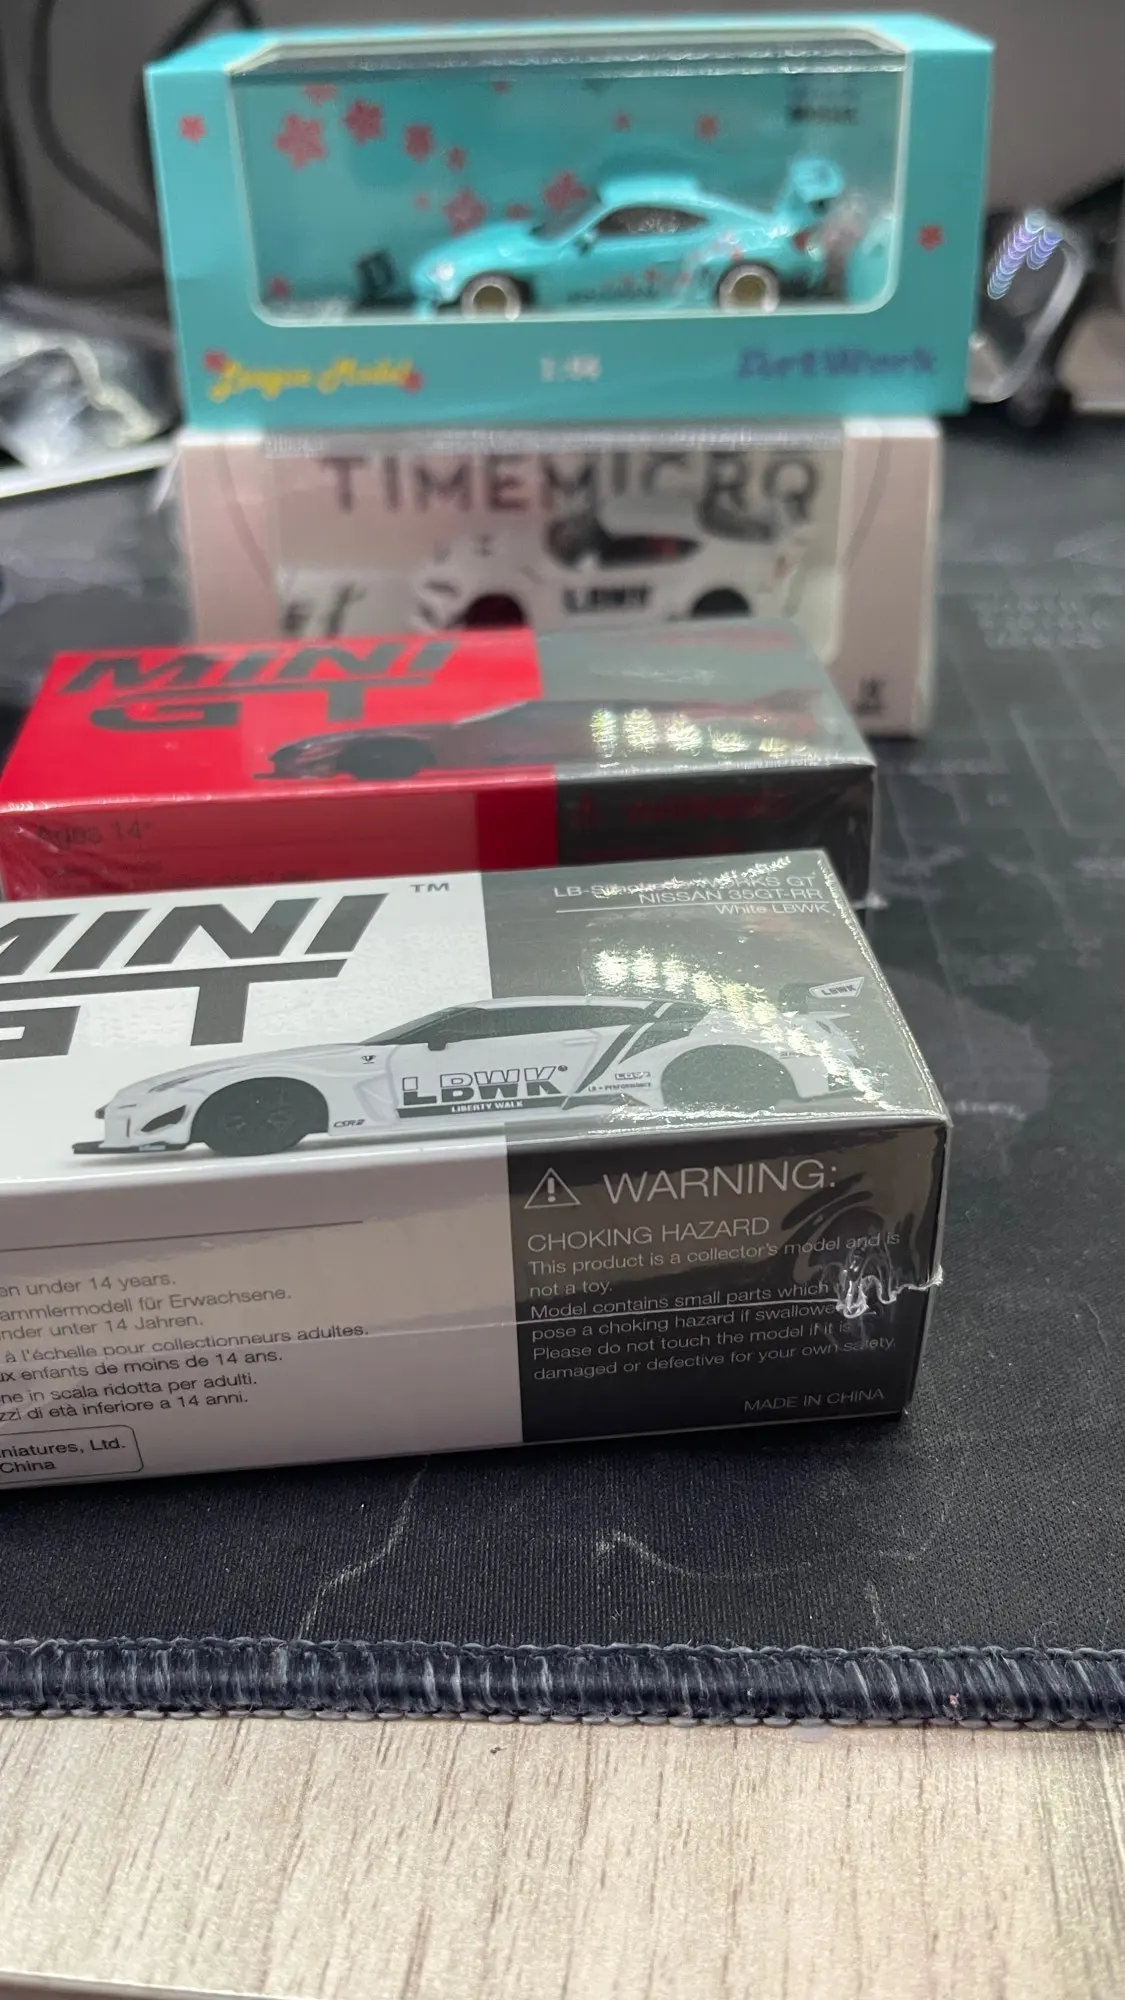 1:64
TIMEMICRO
LBWK
MINI
GT
Ages 14+
MINI
GT
TM
WORKS GT
NISSAN 35GT-RR
White LBWK
LBWK
LBWK
LIBERTY WALK
LB★PERFORMANCE
CSR2
WARNING:
CHOKING HAZARD
This product is a collector's model and is
not a toy.
Model contains small parts which
pose a choking hazard if swallowe
Please do not touch the model if it is
damaged or defective for your own safety.
MADE IN CHINA
en under 14 years.
ammlermodell für Erwachsene.
nder unter 14 Jahren.
à l'échelle pour collectionneurs adultes.
ux enfants de moins de 14 ans.
ne in scala ridotta per adulti.
zzi di età inferiore a 14 anni.
niatures, Ltd.
China